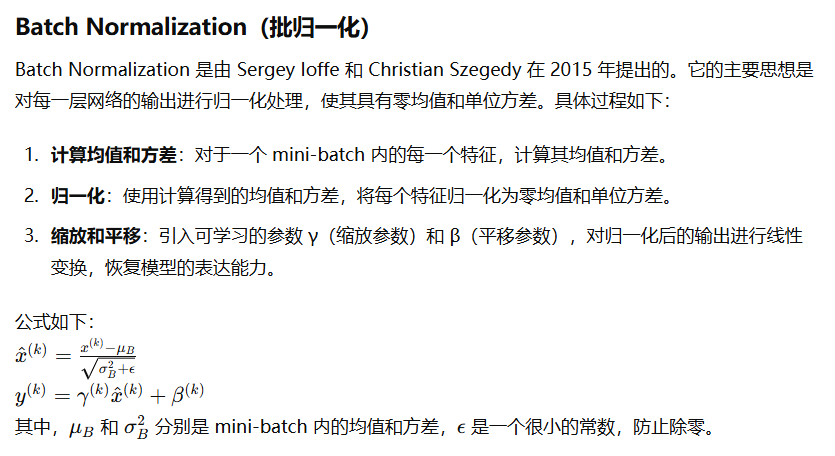 Batch Normalization（批归一化）
Batch Normalization 是由 Sergey Ioffe 和 Christian Szegedy 在 2015 年提出的。它的主要思想是
对每一层网络的输出进行归一化处理，使其具有零均值和单位方差。具体过程如下：
1. 计算均值和方差：对于一个 mini-batch 内的每一个特征，计算其均值和方差。
2. 归一化：使用计算得到的均值和方差，将每个特征归一化为零均值和单位方差。
3. 缩放和平移：引入可学习的参数 γ（缩放参数）和 β（平移参数），对归一化后的输出进行线性
变换，恢复模型的表达能力。
公式如下：
$\hat{x}^{(k)} = \frac{x^{(k)} - \mu_B}{\sqrt{\sigma_B^2 + \epsilon}}$
$y^{(k)} = \gamma^{(k)} \hat{x}^{(k)} + \beta^{(k)}$
其中，$\mu_B$ 和 $\sigma_B^2$ 分别是 mini-batch 内的均值和方差，$\epsilon$ 是一个很小的常数，防止除零。